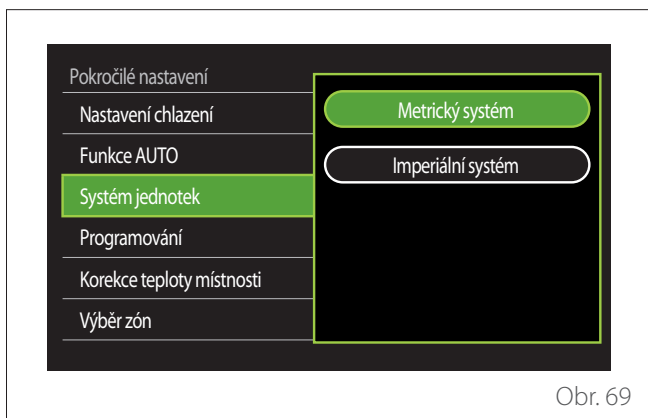 Pokročilé nastavení
Nastavení chlazení
Funkce AUTO
Systém jednotek
Programování
Korekce teploty místnosti
Výběr zón
Metrický systém
Imperiální systém
Obr. 69